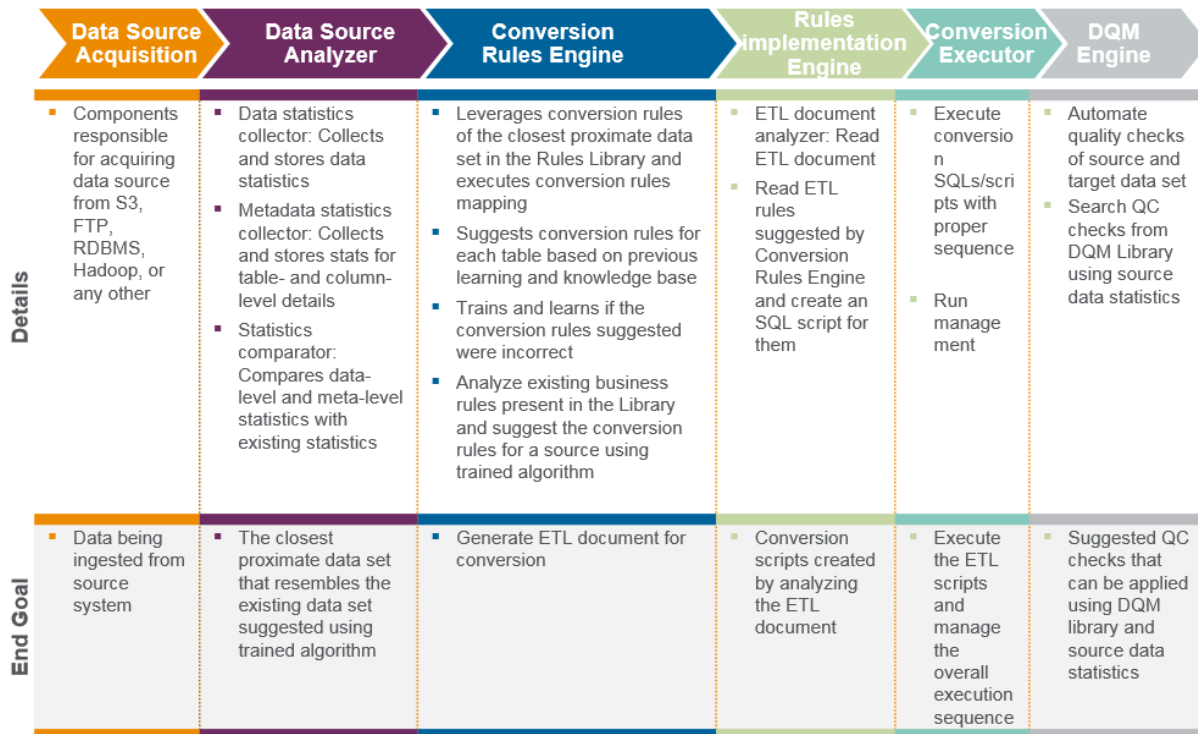 Data Source
Acquisition
Data Source
Analyzer
Conversion
Rules Engine
Rules
implementation
Engine
Conversion
Executor
DQM
Engine
Details
▪ Components
responsible
for acquiring
data source
from S3,
FTP,
RDBMS,
Hadoop, or
any other
▪ Data statistics
collector: Collects
and stores data
statistics
▪ Metadata statistics
collector: Collects
and stores stats for
table- and column-
level details
▪ Statistics
comparator:
Compares data-
level and meta-level
statistics with
existing statistics
▪ Leverages conversion rules
of the closest proximate data
set in the Rules Library and
executes conversion rules
mapping
▪ Suggests conversion rules for
each table based on previous
learning and knowledge base
▪ Trains and learns if the
conversion rules suggested
were incorrect
▪ Analyze existing business
rules present in the Library
and suggest the conversion
rules for a source using
trained algorithm
▪ ETL document
analyzer: Read
ETL document
▪ Read ETL
rules
suggested by
Conversion
Rules Engine
and create an
SQL script for
them
▪ Execute
conversio
n
SQLs/scri
pts with
proper
sequence
▪ Run
manage
ment
▪ Automate
quality checks
of source and
target data set
▪ Search QC
checks from
DQM Library
using source
data statistics
End Goal
▪ Data being
ingested from
source
system
▪ The closest
proximate data set
that resembles the
existing data set
suggested using
trained algorithm
▪ Generate ETL document for
conversion
▪ Conversion
scripts created
by analyzing
the ETL
document
▪ Execute
the ETL
scripts
and
manage
the
overall
execution
sequence
▪ Suggested QC
checks that
can be applied
using DQM
library and
source data
statistics